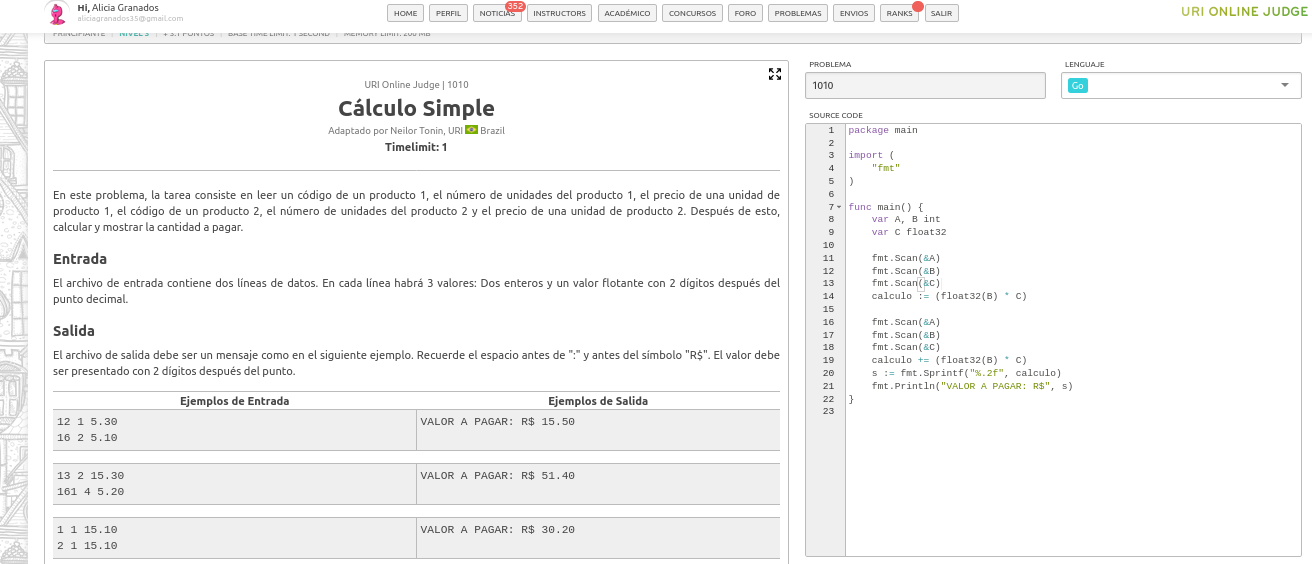 Hi, Alicia Granados
aliciagranados35@gmail.com
HOME
PERFIL
NOTICIAS
352
INSTRUCTORS
ACADÉMICO
CONCURSOS
FORO
PROBLEMAS
ENVIOS
RANKS
SALIR
URI ONLINE JUDGE
PRINCIPIANTE NIVEL 3 + 3.1 PUNTOS BASE TIME LIMIT: 1 SECOND MEMORY LIMIT: 200 MB
URI Online Judge | 1010
Cálculo Simple
Adaptado por Neilor Tonin, URI Brazil
Timelimit: 1
En este problema, la tarea consiste en leer un código de un producto 1, el número de unidades del producto 1, el precio de una unidad de
producto 1, el código de un producto 2, el número de unidades del producto 2 y el precio de una unidad de producto 2. Después de esto,
calcular y mostrar la cantidad a pagar.
Entrada
El archivo de entrada contiene dos líneas de datos. En cada línea habrá 3 valores: Dos enteros y un valor flotante con 2 dígitos después del
punto decimal.
Salida
El archivo de salida debe ser un mensaje como en el siguiente ejemplo. Recuerde el espacio antes de ":" y antes del símbolo "R$". El valor debe
ser presentado con 2 dígitos después del punto.
Ejemplos de Entrada Ejemplos de Salida
12 1 5.30 VALOR A PAGAR: R$ 15.50
16 2 5.10
13 2 15.30 VALOR A PAGAR: R$ 51.40
161 4 5.20
1 1 15.10 VALOR A PAGAR: R$ 30.20
2 1 15.10
PROBLEMA
1010
LENGUAJE
Go
SOURCE CODE
1 package main
2
3 import (
4     "fmt"
5 )
6
7 func main() {
8     var A, B int
9     var C float32
10
11     fmt.Scan(&A)
12     fmt.Scan(&B)
13     fmt.Scan(&C)
14     calculo := (float32(B) * C)
15
16     fmt.Scan(&A)
17     fmt.Scan(&B)
18     fmt.Scan(&C)
19     calculo += (float32(B) * C)
20     s := fmt.Sprintf("%.2f", calculo)
21     fmt.Println("VALOR A PAGAR: R$", s)
22 }
23